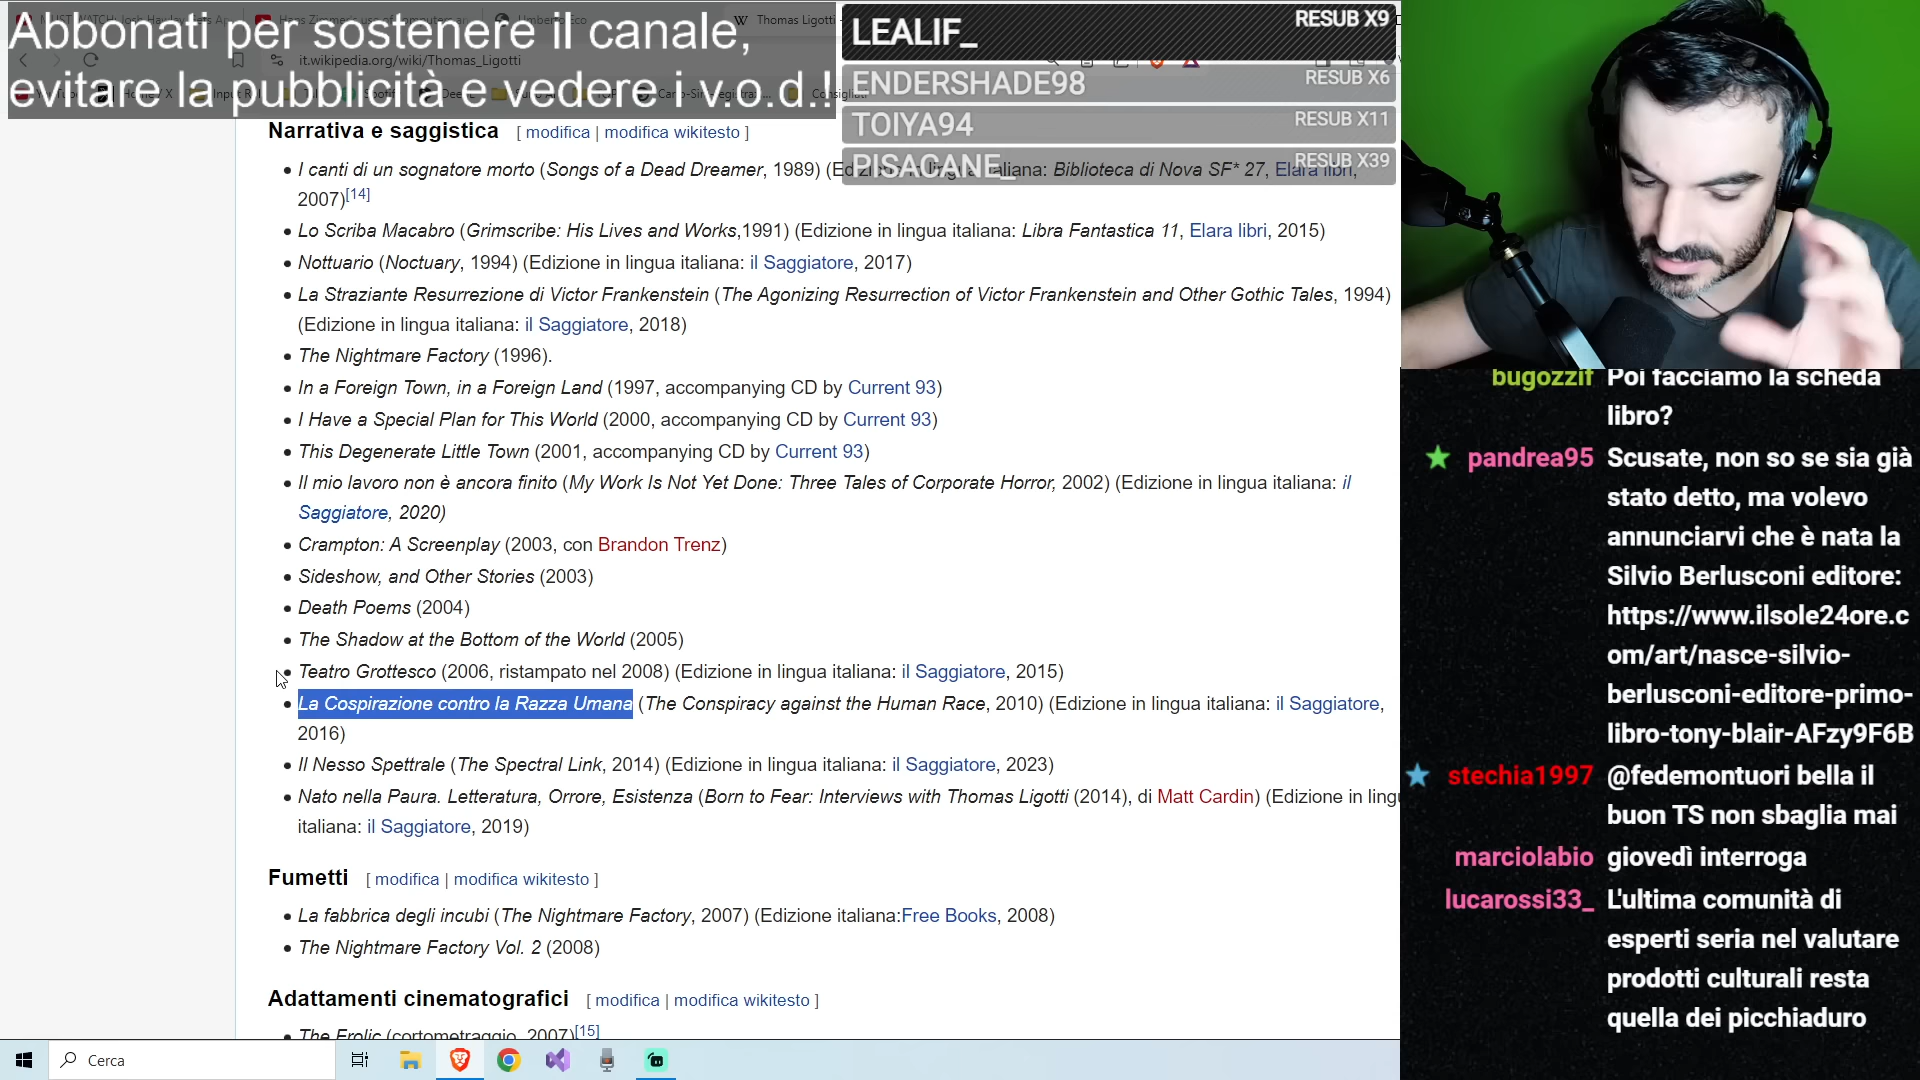 Abbonati per sostenere il canale,
evitare la pubblicità e vedere i v.o.d.!!
Thomas Ligotti
it.wikipedia.org/wiki/Thomas_Ligotti
LEALIF_ RESUB X9
ENDERSHADE98 RESUB X6
TOIYA94 RESUB X11
PISACANE_ RESUB X39
Narrativa e saggistica [ modifica | modifica wikitesto ]
I canti di un sognatore morto (Songs of a Dead Dreamer, 1989) (Edizione in lingua italiana: Biblioteca di Nova SF* 27, Elara libri,
2007)[14]
Lo Scriba Macabro (Grimscribe: His Lives and Works,1991) (Edizione in lingua italiana: Libra Fantastica 11, Elara libri, 2015)
Nottuario (Noctuary, 1994) (Edizione in lingua italiana: il Saggiatore, 2017)
La Straziante Resurrezione di Victor Frankenstein (The Agonizing Resurrection of Victor Frankenstein and Other Gothic Tales, 1994)
(Edizione in lingua italiana: il Saggiatore, 2018)
The Nightmare Factory (1996).
In a Foreign Town, in a Foreign Land (1997, accompanying CD by Current 93)
I Have a Special Plan for This World (2000, accompanying CD by Current 93)
This Degenerate Little Town (2001, accompanying CD by Current 93)
Il mio lavoro non è ancora finito (My Work Is Not Yet Done: Three Tales of Corporate Horror, 2002) (Edizione in lingua italiana: il
Saggiatore, 2020)
Crampton: A Screenplay (2003, con Brandon Trenz)
Sideshow, and Other Stories (2003)
Death Poems (2004)
The Shadow at the Bottom of the World (2005)
Teatro Grottesco (2006, ristampato nel 2008) (Edizione in lingua italiana: il Saggiatore, 2015)
La Cospirazione contro la Razza Umana (The Conspiracy against the Human Race, 2010) (Edizione in lingua italiana: il Saggiatore,
2016)
Il Nesso Spettrale (The Spectral Link, 2014) (Edizione in lingua italiana: il Saggiatore, 2023)
Nato nella Paura. Letteratura, Orrore, Esistenza (Born to Fear: Interviews with Thomas Ligotti (2014), di Matt Cardin) (Edizione in
italiana: il Saggiatore, 2019)
Fumetti [ modifica | modifica wikitesto ]
La fabbrica degli incubi (The Nightmare Factory, 2007) (Edizione italiana:Free Books, 2008)
The Nightmare Factory Vol. 2 (2008)
Adattamenti cinematografici [ modifica | modifica wikitesto ]
The Frolic (cortometraggio, 2007)[15]
Cerca
bugozzif Poi facciamo la scheda
libro?
pandrea95 Scusate, non so se sia già
stato detto, ma volevo
annunciarvi che è nata la
Silvio Berlusconi editore:
https://www.ilsole24ore.c
om/art/nasce-silvio-
berlusconi-editore-primo-
libro-tony-blair-AFzy9F6B
stechia1997 @fedemontuori bella il
buon TS non sbaglia mai
marciolabio giovedì interroga
lucarossi33_ L'ultima comunità di
esperti seria nel valutare
prodotti culturali resta
quella dei picchiaduro